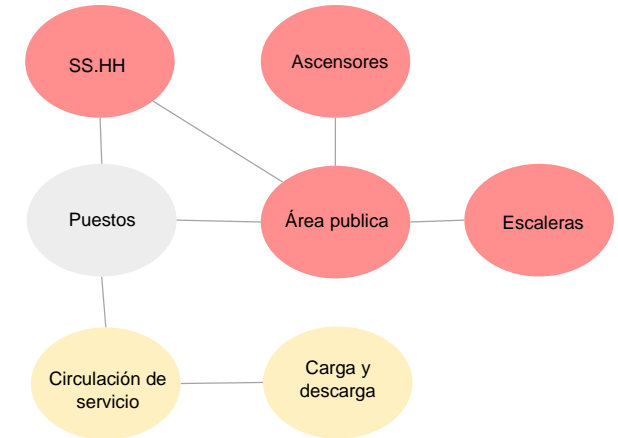 SS.HH
Ascensores
Puestos
Área publica
Escaleras
Circulación de
servicio
Carga y
descarga